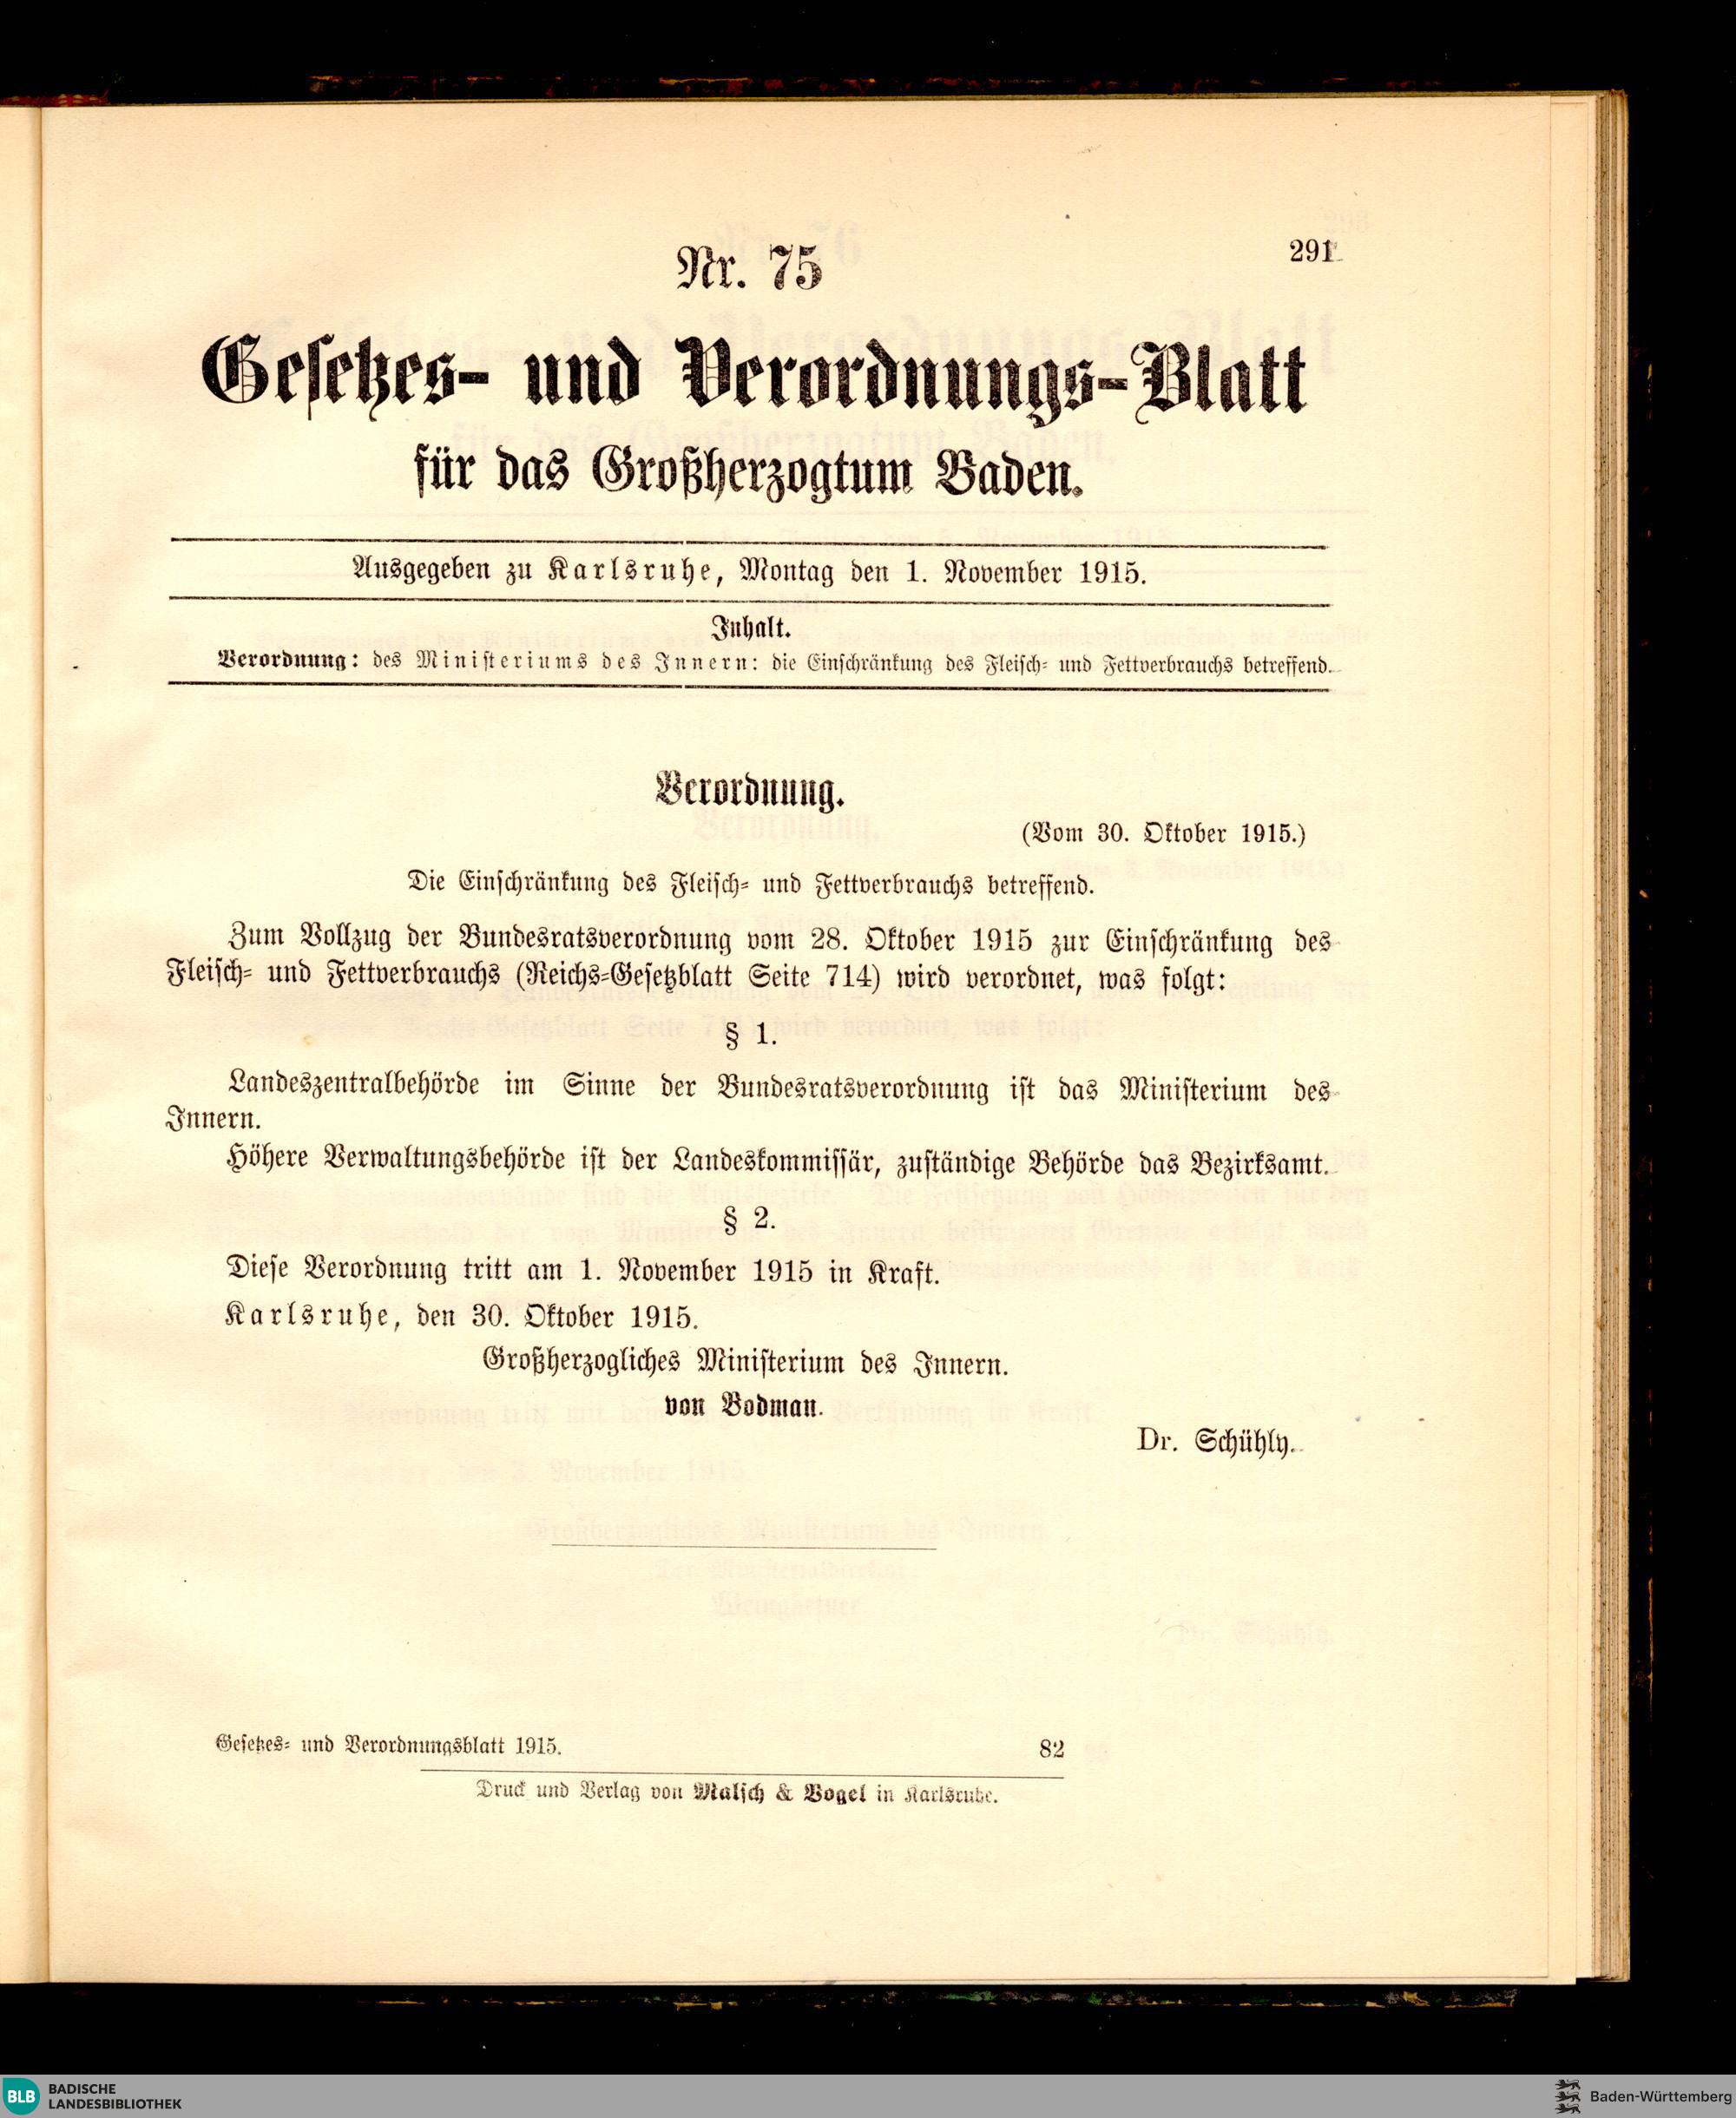 Nr. 75
291
Gesetzes- und Verordnungs-Blatt
für das Großherzogtum Baden.
Ausgegeben zu Karlsruhe, Montag den 1. November 1915.
Inhalt.
Verordnung: des Ministeriums des Innern: die Einschränkung des Fleisch- und Fettverbrauchs betreffend.
Verordnung.
(Vom 30. Oktober 1915.)
Die Einschränkung des Fleisch- und Fettverbrauchs betreffend.
Zum Vollzug der Bundesratsverordnung vom 28. Oktober 1915 zur Einschränkung des
Fleisch- und Fettverbrauchs (Reichs-Gesetzblatt Seite 714) wird verordnet, was folgt:
§ 1.
Landeszentralbehörde im Sinne der Bundesratsverordnung ist das Ministerium des
Innern.
Höhere Verwaltungsbehörde ist der Landeskommissär, zuständige Behörde das Bezirksamt.
§ 2.
Diese Verordnung tritt am 1. November 1915 in Kraft.
Karlsruhe, den 30. Oktober 1915.
Großherzogliches Ministerium des Innern.
von Bodman.
Dr. Schühly.
Gesetzes- und Verordnungsblatt 1915.
82
Druck und Verlag von Malsch & Vogel in Karlsruhe.
BLB
BADISCHE
LANDESBIBLIOTHEK
Baden-Württemberg